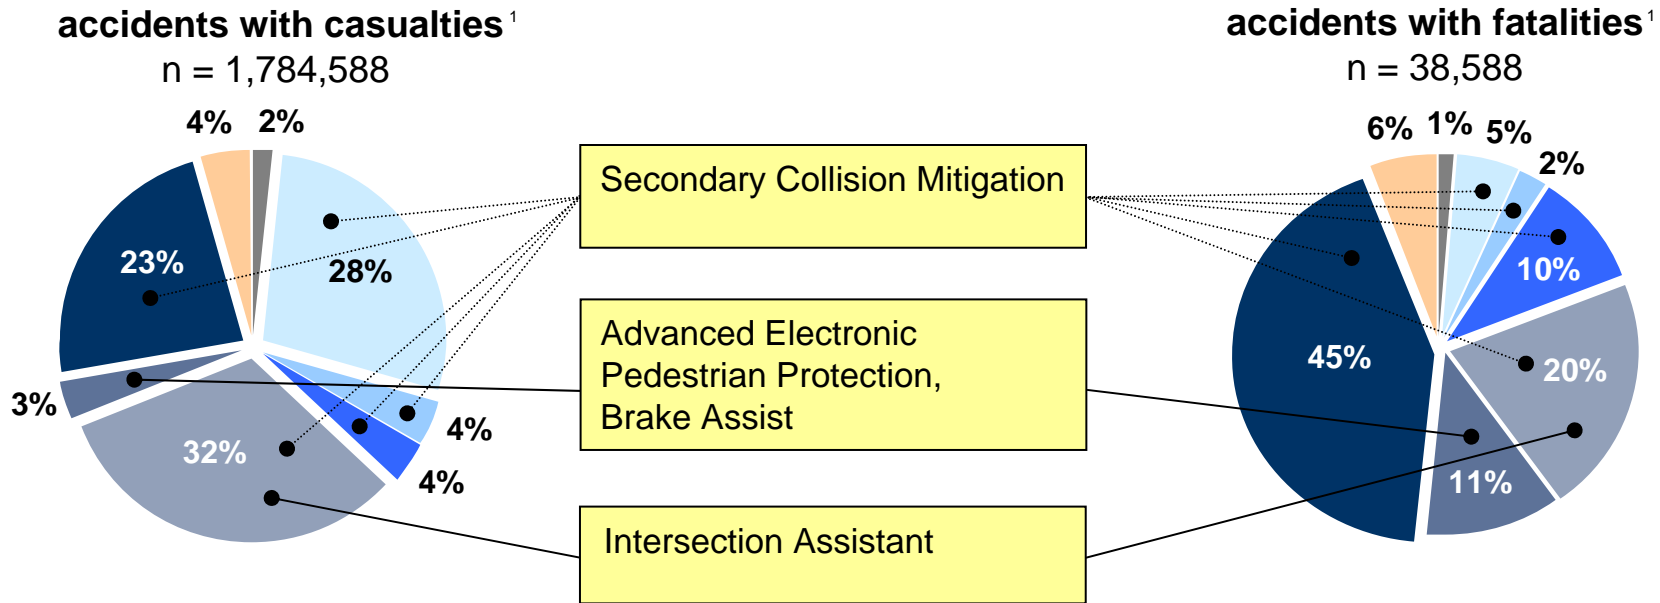 accidents with casualties ¹
n = 1,784,588
4%
2%
28%
23%
3%
32%
4%
4%
Secondary Collision Mitigation
Advanced Electronic
Pedestrian Protection,
Brake Assist
Intersection Assistant
accidents with fatalities ¹
n = 38,588
6%
1%
5%
2%
10%
45%
20%
11%